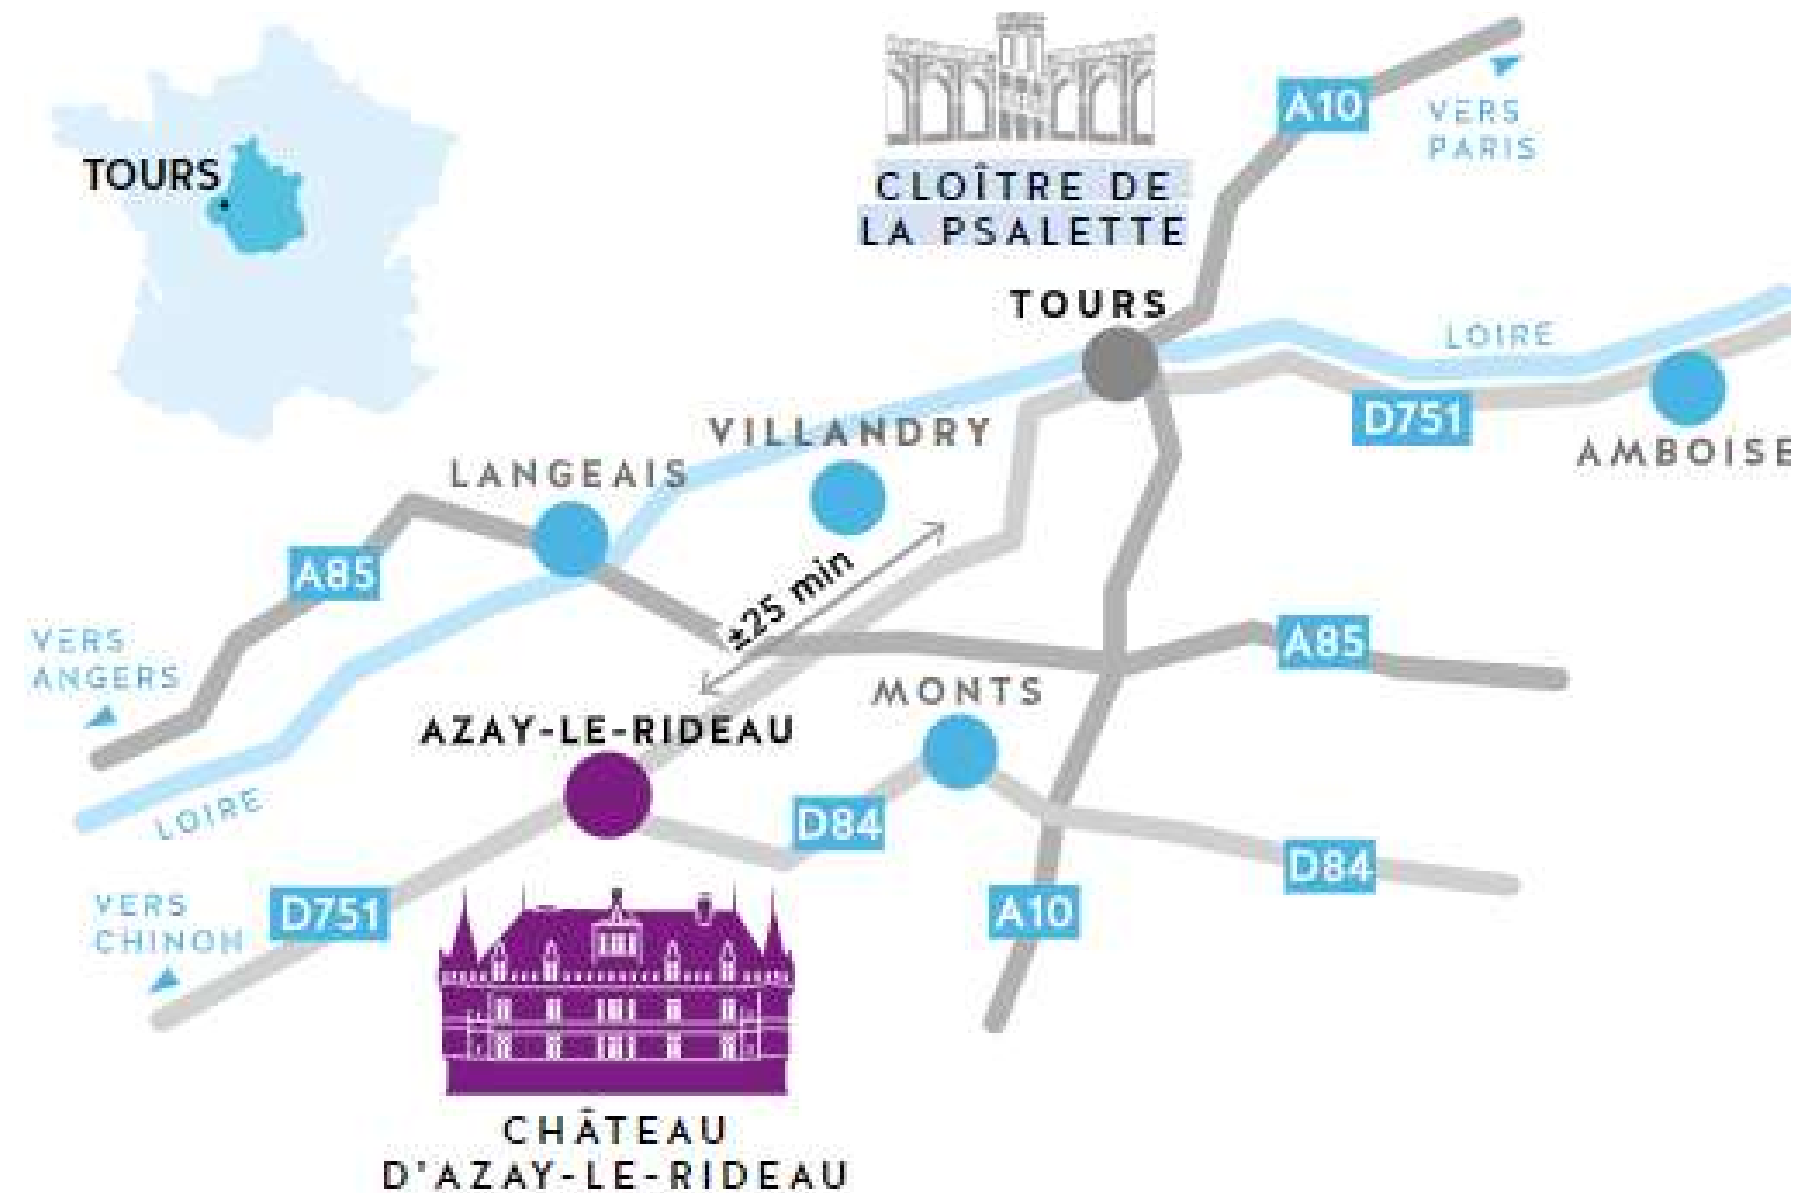 TOURS
CLOÎTRE DE
LA PSALETTE
A10
VERS
PARIS
TOURS
LOIRE
D751
AMBOISE
VILLANDRY
LANGEAIS
A85
±25 min
VERS
ANGERS
A85
MONTS
AZAY-LE-RIDEAU
LOIRE
D84
D84
VERS
CHINON
D751
A10
CHÂTEAU
D'AZAY-LE-RIDEAU